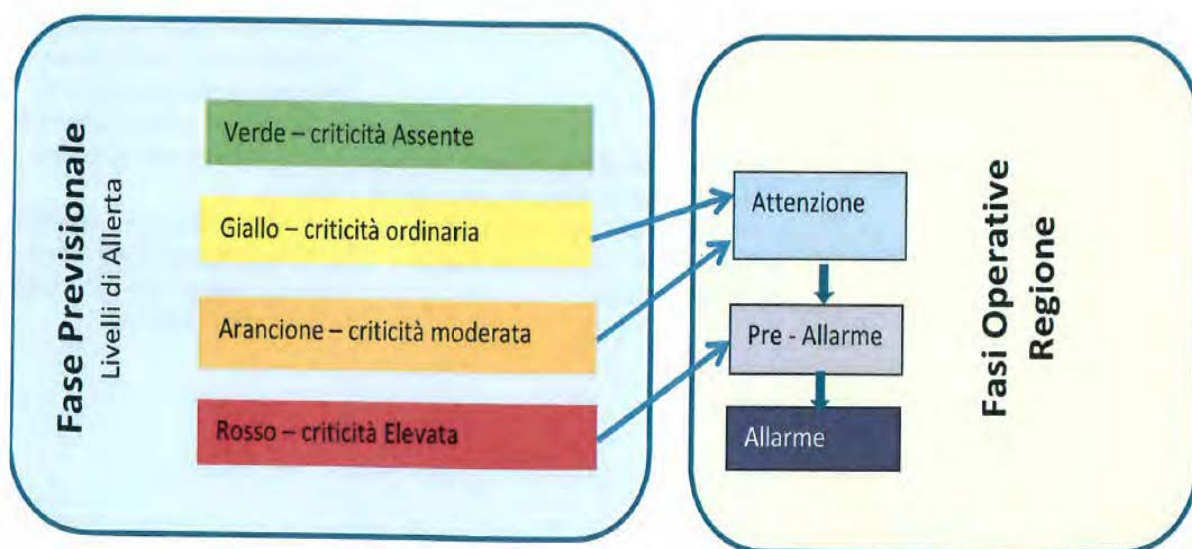 Fase Previsionale
Livelli di Allerta
Verde – criticità Assente
Giallo – criticità ordinaria
Arancione – criticità moderata
Rosso – criticità Elevata
Attenzione
Pre - Allarme
Allarme
Fasi Operative
Regione